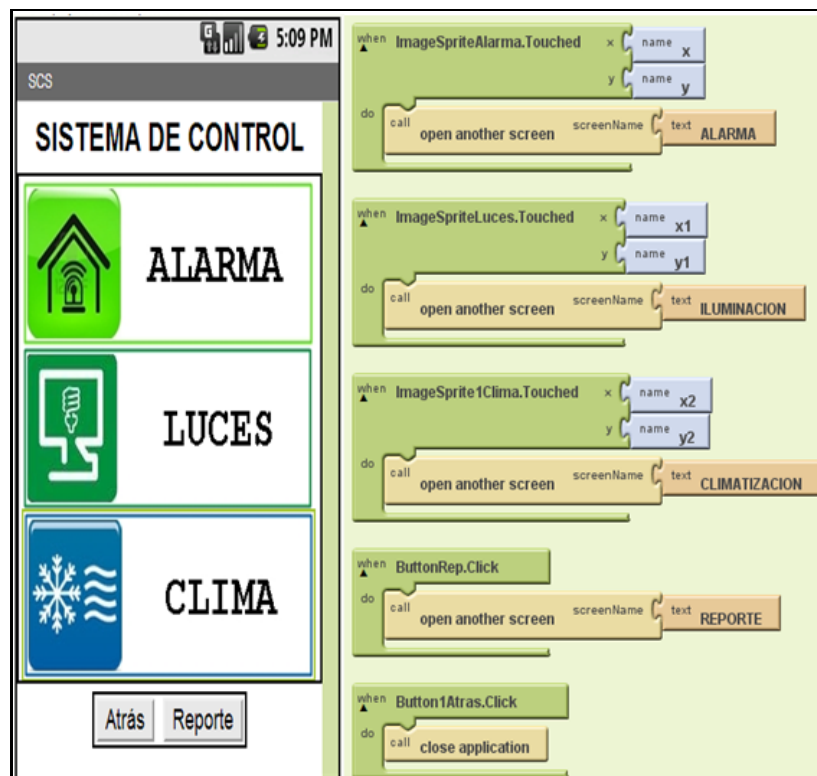 5:09 PM
SCS
SISTEMA DE CONTROL
ALARMA
LUCES
CLIMA
Atrás Reporte
when ImageSpriteAlarma.Touched x name x
y name y
do call open another screen screenName text ALARMA
when ImageSpriteLuces.Touched x name x1
y name y1
do call open another screen screenName text ILUMINACION
when ImageSprite1Clima.Touched x name x2
y name y2
do call open another screen screenName text CLIMATIZACION
when ButtonRep.Click
do call open another screen screenName text REPORTE
when Button1Atras.Click
do call close application